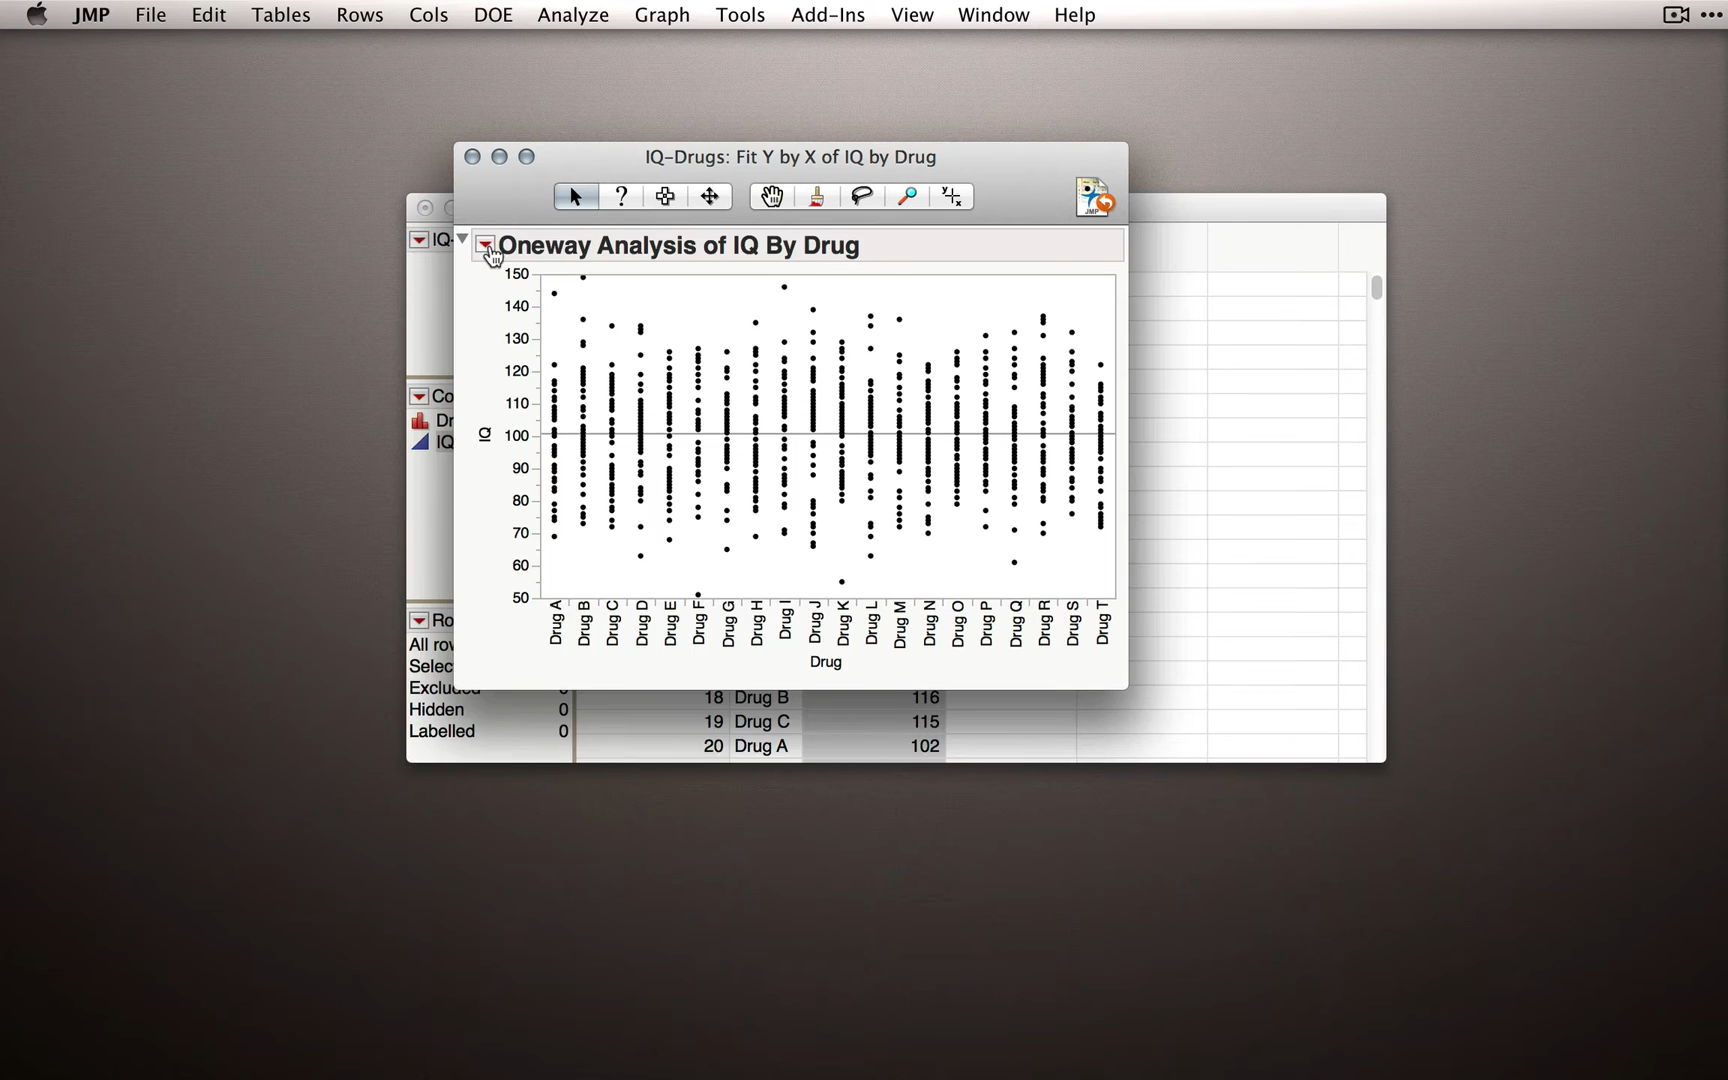 JMP File Edit Tables Rows Cols DOE Analyze Graph Tools Add-Ins View Window Help
IQ-Drugs: Fit Y by X of IQ by Drug
?
JMP
Oneway Analysis of IQ By Drug
150
140
130
120
110
100
90
80
70
60
50
IQ
Drug A Drug B Drug C Drug D Drug E Drug F Drug G Drug H Drug I Drug J Drug K Drug L Drug M Drug N Drug O Drug P Drug Q Drug R Drug S Drug T
Drug
IQ-
Co
Dr
IQ
Ro
All ro
Selec
Excluded 0
Hidden 0
Labelled 0
18 Drug B 116
19 Drug C 115
20 Drug A 102